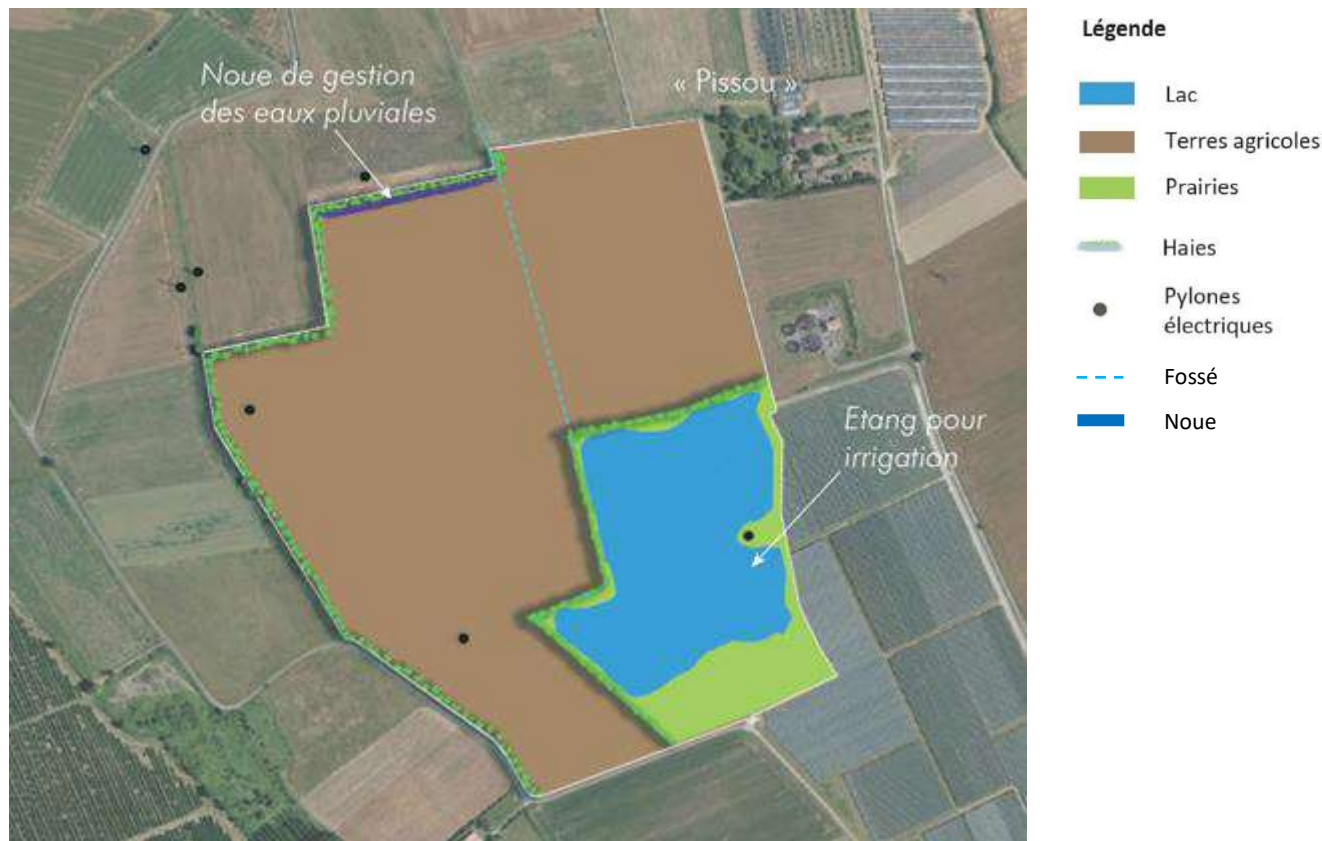 Noue de gestion
des eaux pluviales
« Pissou »
Etang pour
irrigation
Légende
Lac
Terres agricoles
Prairies
Haies
Pylones
électriques
Fossé
Noue